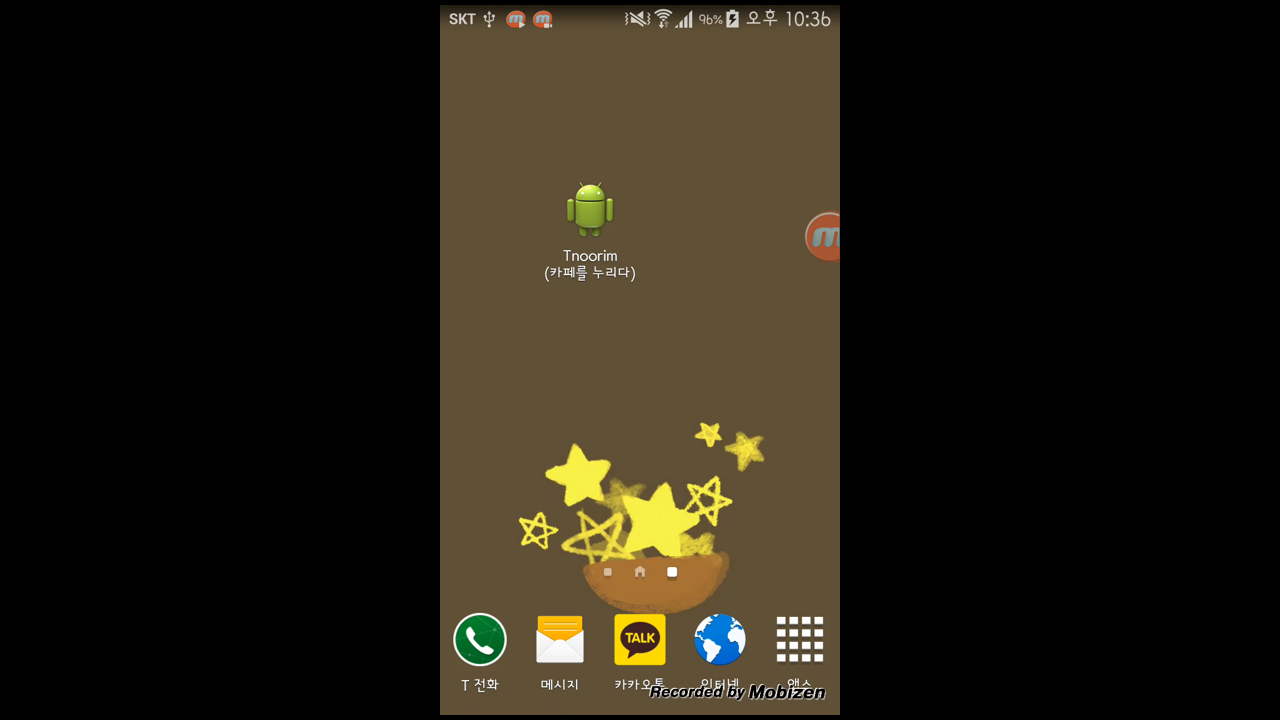 SKT 96% 오후 10:36
Tnoorim
(카페를 누리다)
TALK
T 전화 메시지 카카오톡 인터넷 앱스
Recorded by Mobizen